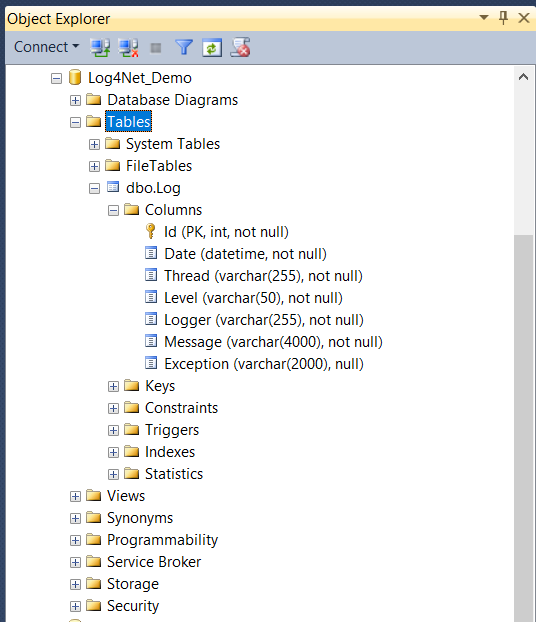 Object Explorer
Connect
Log4Net_Demo
Database Diagrams
Tables
System Tables
FileTables
dbo.Log
Columns
Id (PK, int, not null)
Date (datetime, not null)
Thread (varchar(255), not null)
Level (varchar(50), not null)
Logger (varchar(255), not null)
Message (varchar(4000), not null)
Exception (varchar(2000), null)
Keys
Constraints
Triggers
Indexes
Statistics
Views
Synonyms
Programmability
Service Broker
Storage
Security